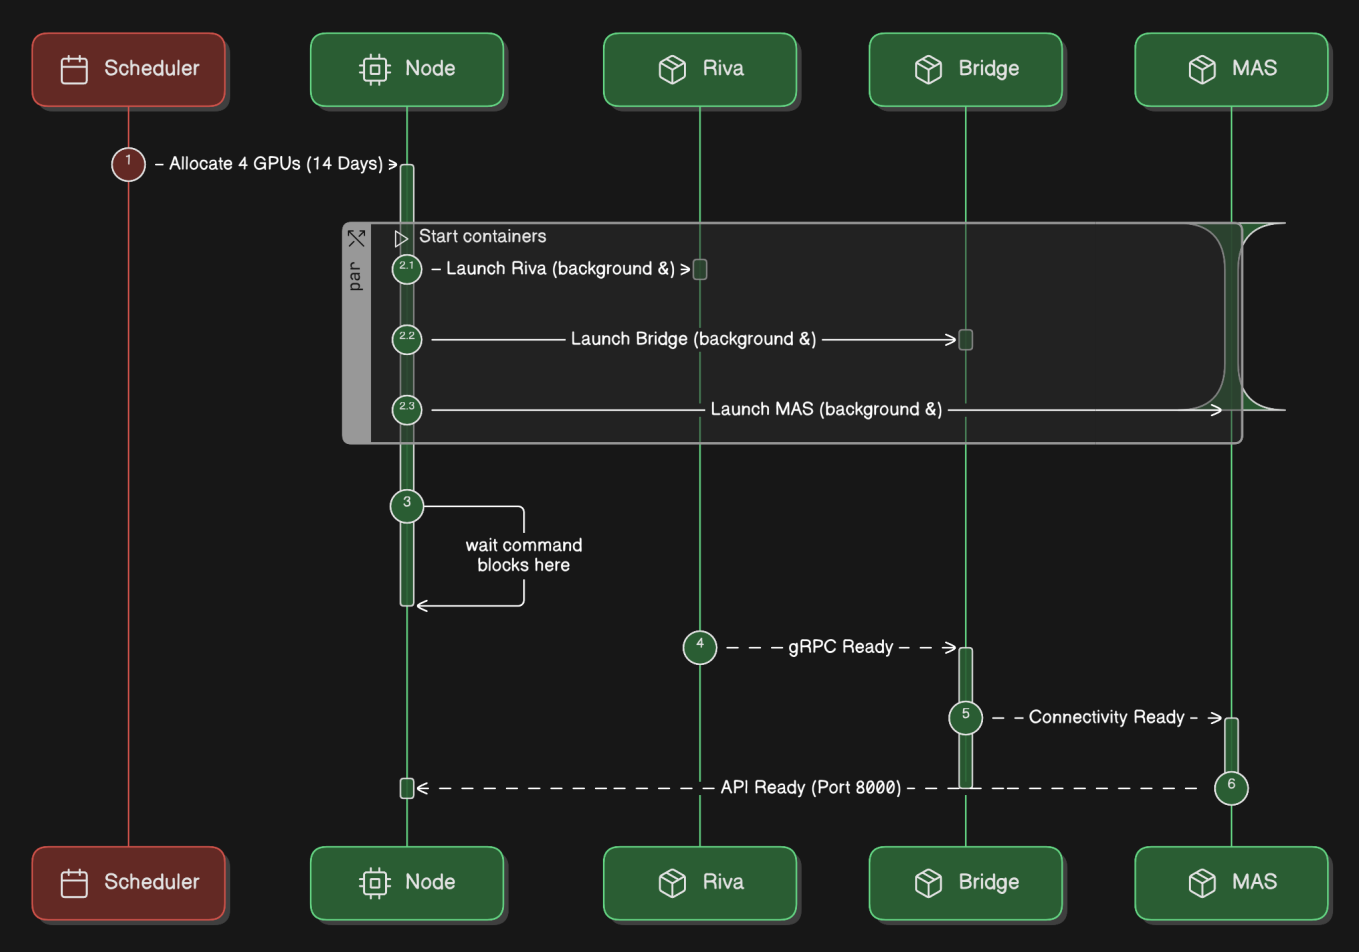 Scheduler
Node
Riva
Bridge
MAS
1
Allocate 4 GPUs (14 Days)
par
Start containers
2.1
Launch Riva (background &)
2.2
Launch Bridge (background &)
2.3
Launch MAS (background &)
3
wait command
blocks here
4
gRPC Ready
5
Connectivity Ready
API Ready (Port 8000)
6
Scheduler
Node
Riva
Bridge
MAS